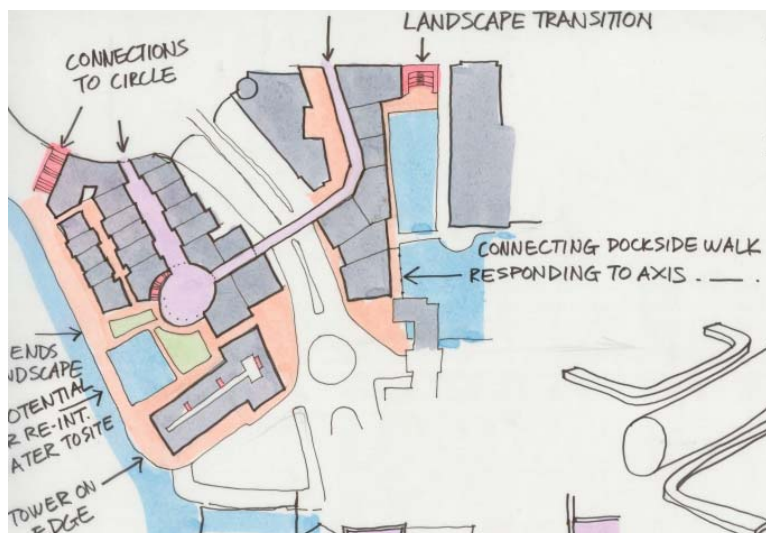 LANDSCAPE TRANSITION
CONNECTIONS
TO CIRCLE
CONNECTING DOCKSIDE WALK
RESPONDING TO AXIS . __ .
ENDS
NDSCAPE
OTENTIAL
R RE-INT.
ATER TO SITE
TOWER ON
EDGE